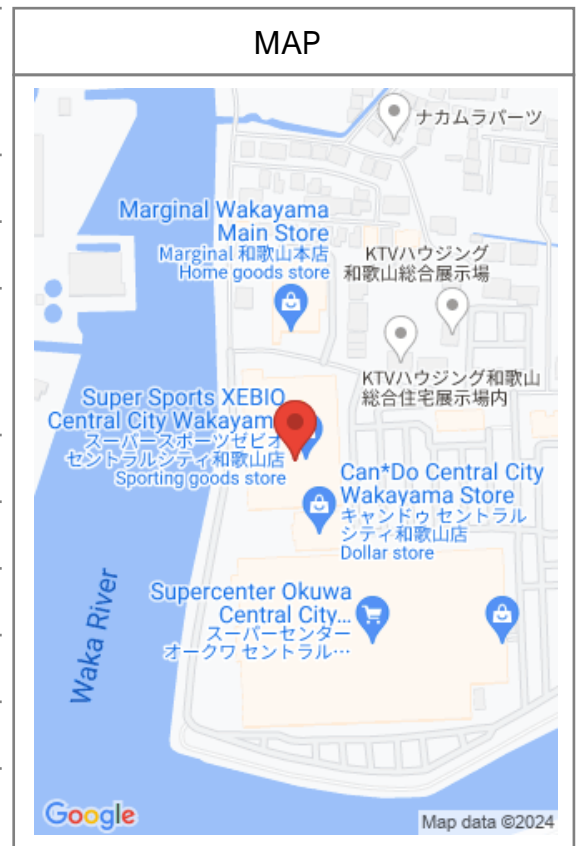 MAP
ナカムラパーツ
Marginal Wakayama
Main Store
Marginal 和歌山本店
Home goods store
KTVハウジング
和歌山総合展示場
KTVハウジング和歌山
総合住宅展示場内
Super Sports XEBIO
Central City Wakayama
スーパースポーツゼビオ
セントラルシティ和歌山店
Sporting goods store
Can*Do Central City
Wakayama Store
キャンドゥ セントラル
シティ和歌山店
Dollar store
Supercenter Okuwa
Central City...
スーパーセンター
オークワ セントラル…
Waka River
Google
Map data ©2024